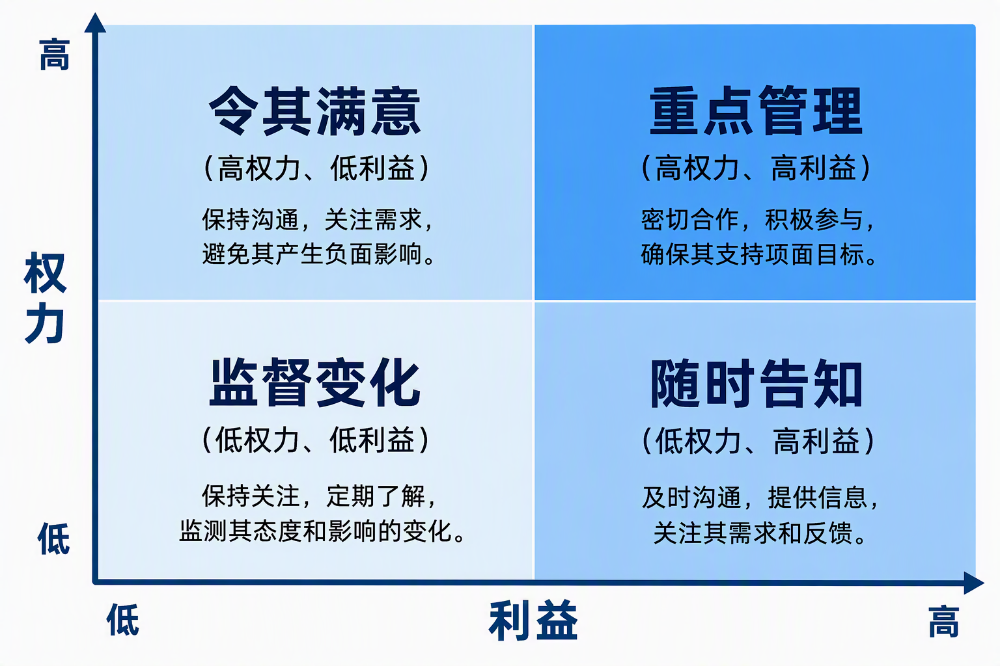 高
令其满意
（高权力、低利益）
保持沟通，关注需求，
避免其产生负面影响。
重点管理
（高权力、高利益）
密切合作，积极参与，
确保其支持项面目标。
权
力
监督变化
（低权力、低利益）
保持关注，定期了解，
监测其态度和影响的变化。
随时告知
（低权力、高利益）
及时沟通，提供信息，
关注其需求和反馈。
低
低
利益
高